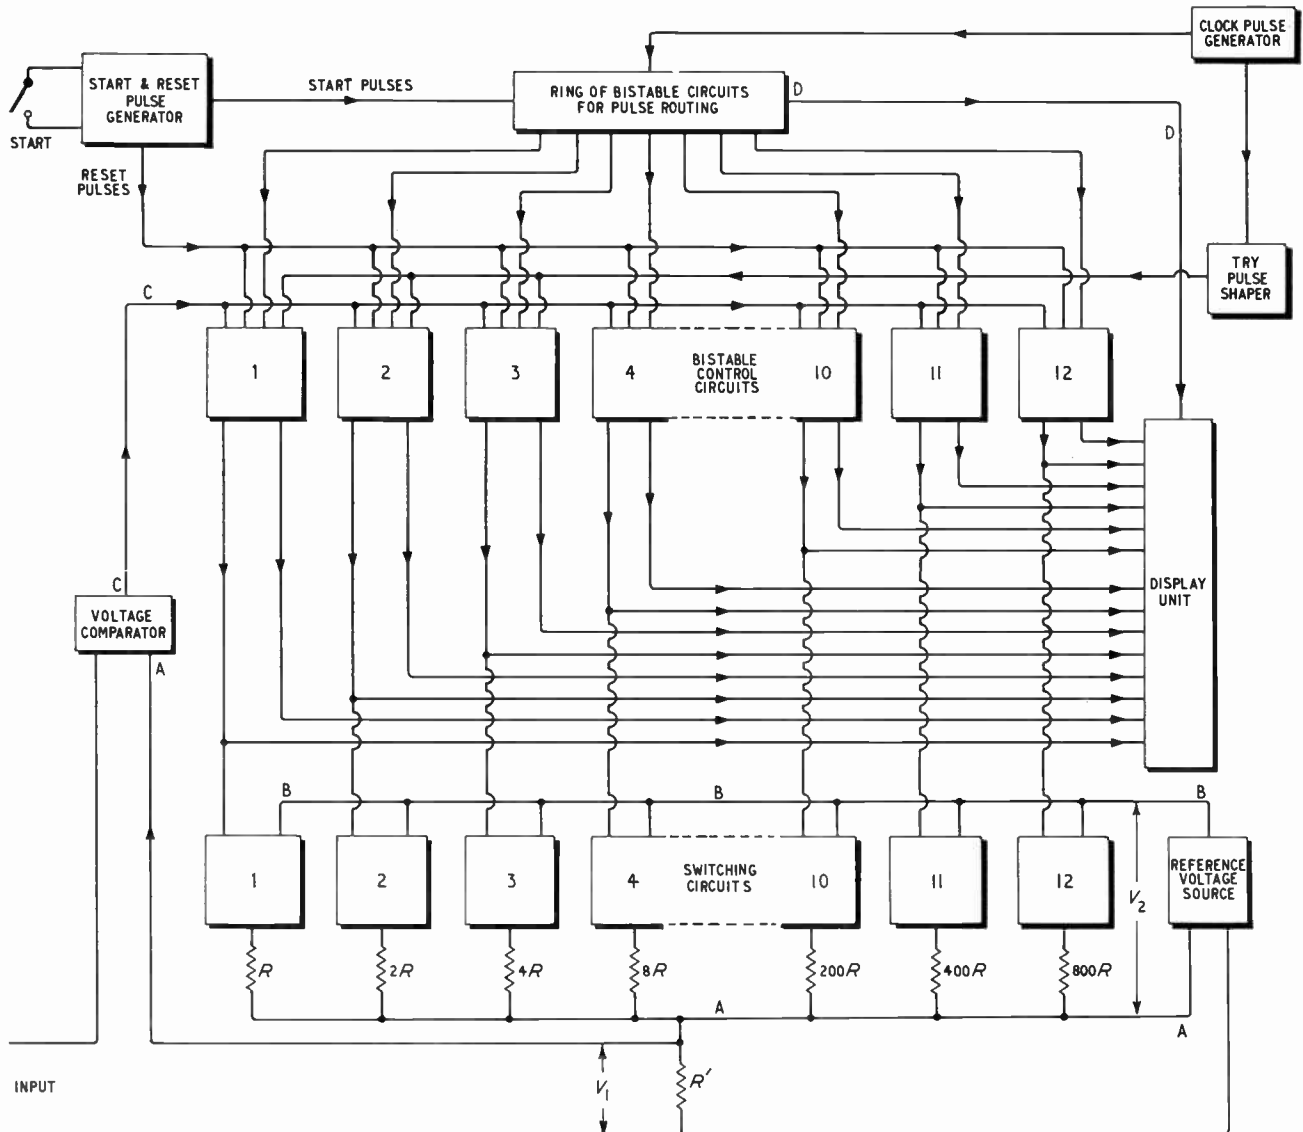 CLOCK PULSE
GENERATOR
START & RESET
PULSE
GENERATOR
START PULSES
RING OF BISTABLE CIRCUITS
FOR PULSE ROUTING
D
D
START
RESET
PULSES
TRY
PULSE
SHAPER
C
1
2
3
4
BISTABLE
CONTROL
CIRCUITS
10
11
12
C
VOLTAGE
COMPARATOR
A
DISPLAY
UNIT
B
B
B
1
2
3
4
SWITCHING
CIRCUITS
10
11
12
V2
REFERENCE
VOLTAGE
SOURCE
R
2R
4R
8R
200R
400R
800R
A
A
INPUT
V1
R′